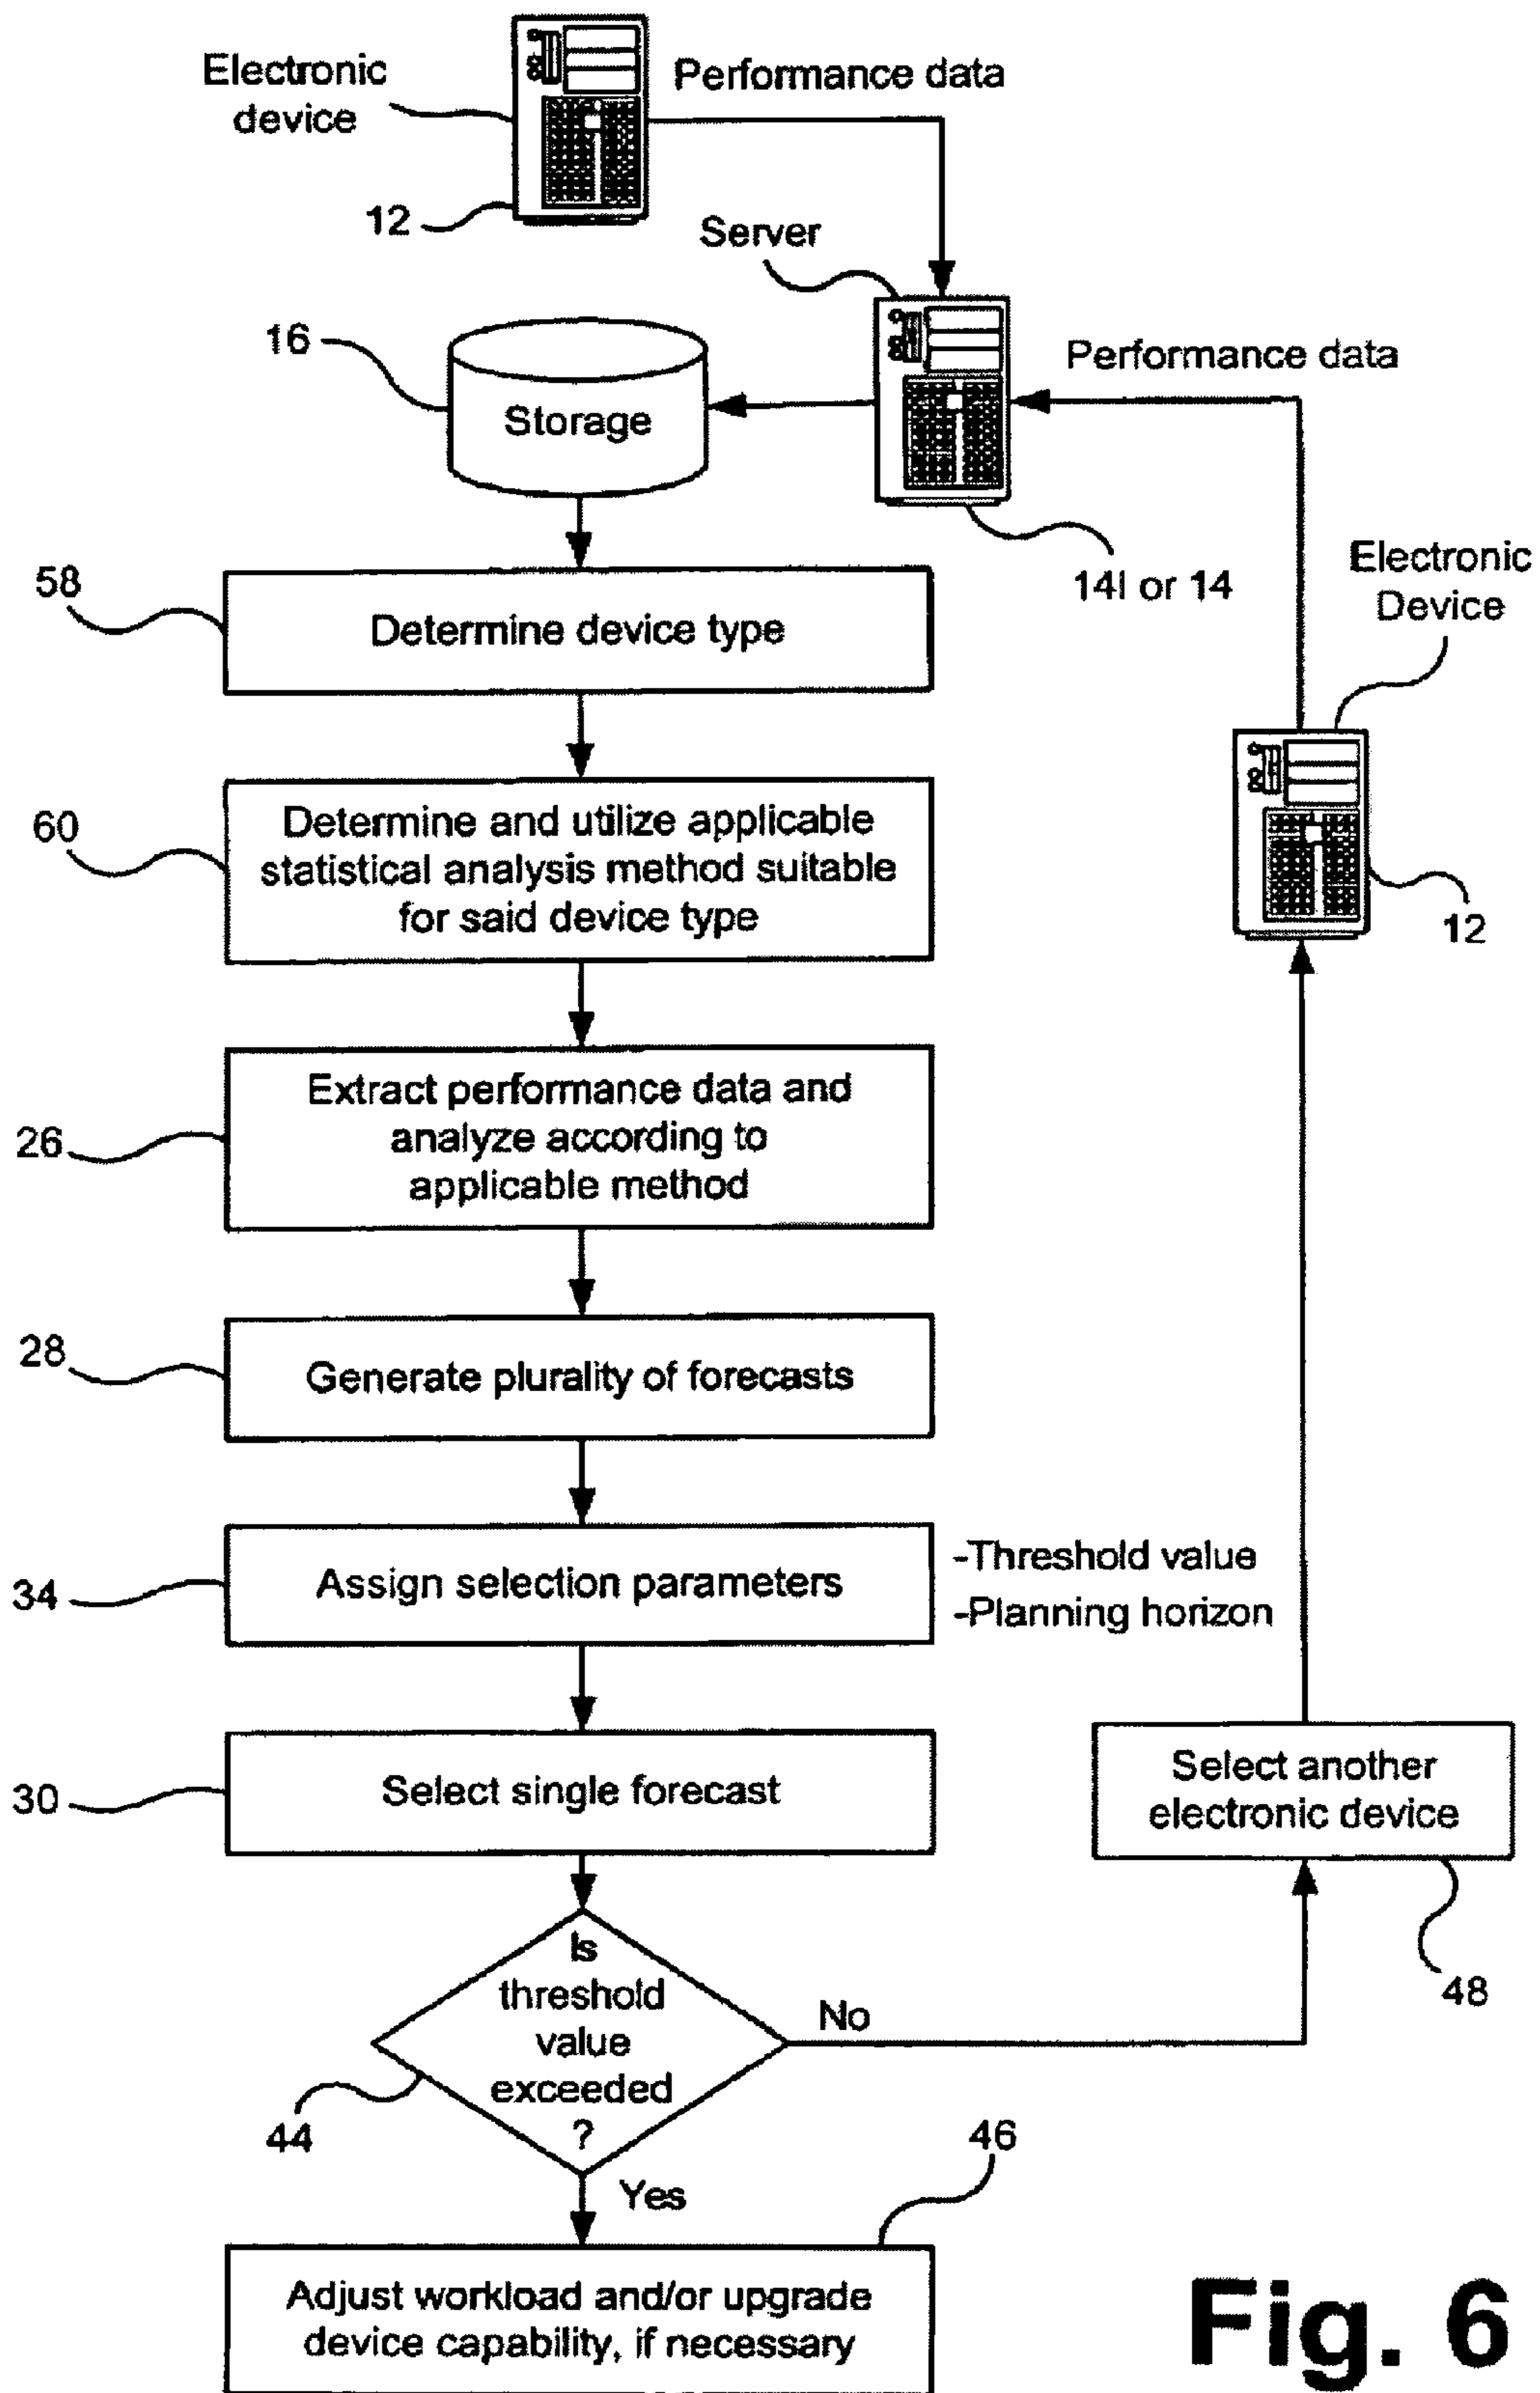 Electronic
device
Performance data
12
Server
16
Storage
Performance data
14I or 14
Electronic
Device
12
58
Determine device type
60
Determine and utilize applicable
statistical analysis method suitable
for said device type
26
Extract performance data and
analyze according to
applicable method
28
Generate plurality of forecasts
34
Assign selection parameters
-Threshold value
-Planning horizon
30
Select single forecast
Select another
electronic device
48
Is
threshold
value
exceeded
?
No
44
Yes
46
Adjust workload and/or upgrade
device capability, if necessary
Fig. 6